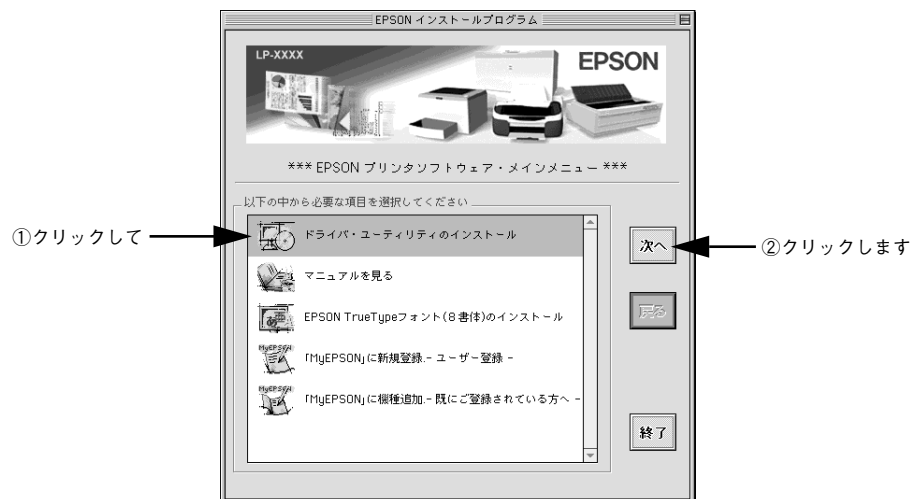 EPSON インストールプログラム
LP-XXXX
EPSON
*** EPSON プリンタソフトウェア・メインメニュー ***
以下の中から必要な項目を選択してください
①クリックして
ドライバ・ユーティリティのインストール
次へ
②クリックします
マニュアルを見る
戻る
EPSON TrueTypeフォント(8書体)のインストール
MyEPSON
「MyEPSON」に新規登録.- ユーザー登録 -
MyEPSON
「MyEPSON」に機種追加.- 既にご登録されている方へ -
終了